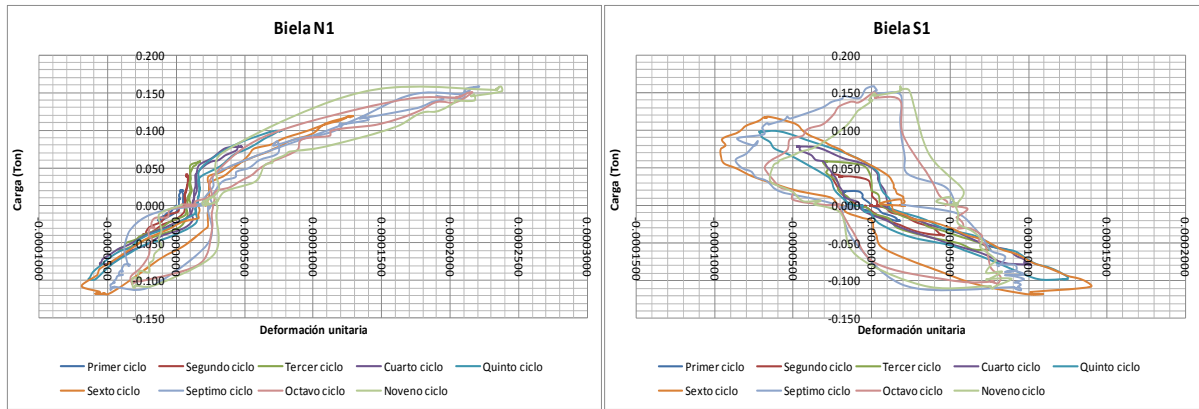 Biela N1
Carga (Ton)
0.200
0.150
0.100
0.050
0.000
-0.050
-0.100
-0.150
-0.0001000
-0.0000500
0.0000000
0.0000500
0.0001000
0.0001500
0.0002000
0.0002500
0.0003000
Deformación unitaria
Primer ciclo
Segundo ciclo
Tercer ciclo
Cuarto ciclo
Quinto ciclo
Sexto ciclo
Septimo ciclo
Octavo ciclo
Noveno ciclo
Biela S1
Carga (Ton)
0.200
0.150
0.100
0.050
0.000
-0.050
-0.100
-0.150
-0.0001500
-0.0001000
-0.0000500
0.0000000
0.0000500
0.0001000
0.0001500
0.0002000
Deformación unitaria
Primer ciclo
Segundo ciclo
Tercer ciclo
Cuarto ciclo
Quinto ciclo
Sexto ciclo
Septimo ciclo
Octavo ciclo
Noveno ciclo